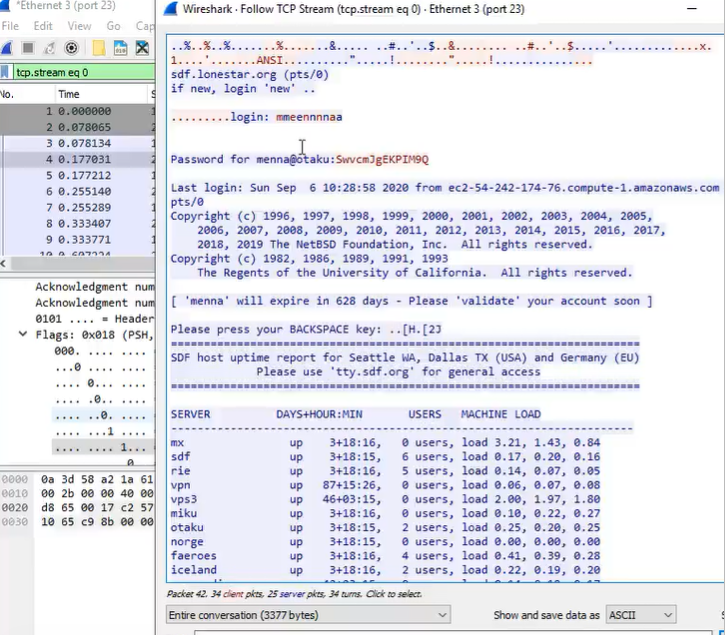 *Ethernet 3 (port 23)
File Edit View Go Cap
tcp.stream eq 0
No. Time S
1 0.000000
2 0.078065
3 0.078134
4 0.177031
5 0.177212
6 0.255140
7 0.255289
8 0.333407
9 0.333771
Acknowledgment num
Acknowledgment num
0101 .... = Header
Flags: 0x018 (PSH,
000. .... ....
...0 .... ....
.... 0... ....
.... .0.. ....
.... ..0. ....
.... ...1 ....
.... .... 1...
0000 0a 3d 58 a2 1a 61
0010 00 2b 00 00 40 00
0020 d8 65 00 17 c2 57
0030 10 65 c9 8b 00 00
Wireshark · Follow TCP Stream (tcp.stream eq 0) · Ethernet 3 (port 23)
..%..%..%.......%......&..... ..#..'..$..&....... ..#..'..$.....'.............x.
1....'.......ANSI.......".....!.......".....!...............
sdf.lonestar.org (pts/0)
if new, login 'new' ..
.........login: mmeennnnaa
Password for menna@otaku:SwvcmJgEKPIM9Q
Last login: Sun Sep  6 10:28:58 2020 from ec2-54-242-174-76.compute-1.amazonaws.com
pts/0
Copyright (c) 1996, 1997, 1998, 1999, 2000, 2001, 2002, 2003, 2004, 2005,
2006, 2007, 2008, 2009, 2010, 2011, 2012, 2013, 2014, 2015, 2016, 2017,
2018, 2019 The NetBSD Foundation, Inc.  All rights reserved.
Copyright (c) 1982, 1986, 1989, 1991, 1993
The Regents of the University of California.  All rights reserved.
[ 'menna' will expire in 628 days - Please 'validate' your account soon ]
Please press your BACKSPACE key: ..[H.[2J
=====================================================================
SDF host uptime report for Seattle WA, Dallas TX (USA) and Germany (EU)
Please use 'tty.sdf.org' for general access
=====================================================================
SERVER DAYS+HOUR:MIN USERS MACHINE LOAD
--------------------------------------------------------------------
mx up 3+18:16, 0 users, load 3.21, 1.43, 0.84
sdf up 3+18:15, 6 users, load 0.17, 0.20, 0.16
rie up 3+18:16, 5 users, load 0.14, 0.07, 0.05
vpn up 87+15:26, 0 users, load 0.06, 0.07, 0.08
vps3 up 46+03:15, 0 users, load 2.00, 1.97, 1.80
miku up 3+18:16, 0 users, load 0.10, 0.22, 0.27
otaku up 3+18:15, 2 users, load 0.25, 0.20, 0.25
norge up 3+18:15, 0 users, load 0.00, 0.00, 0.00
faeroes up 3+18:16, 4 users, load 0.41, 0.39, 0.28
iceland up 3+18:16, 2 users, load 0.22, 0.19, 0.20
Packet 42. 34 client pkts, 25 server pkts, 34 turns. Click to select.
Entire conversation (3377 bytes) Show and save data as ASCII